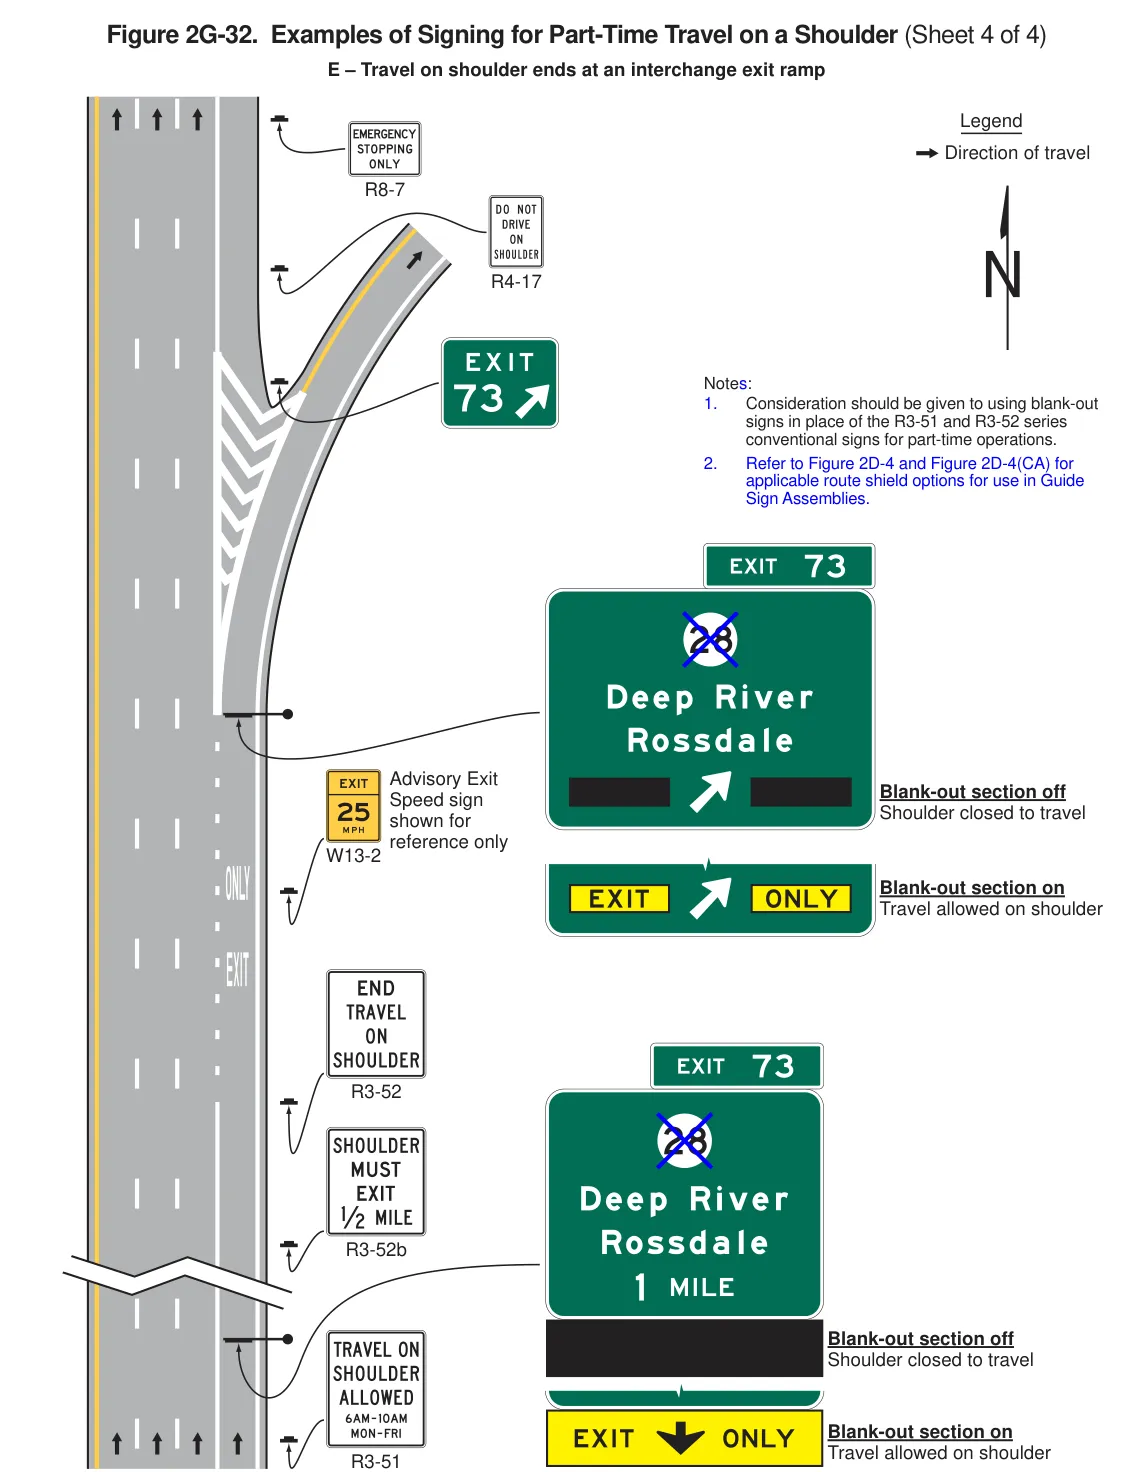 Figure 2G-32. Examples of Signing for Part-Time Travel on a Shoulder (Sheet 4 of 4)
E – Travel on shoulder ends at an interchange exit ramp
EMERGENCY
STOPPING
ONLY
R8-7
DO NOT
DRIVE
ON
SHOULDER
R4-17
EXIT
73
Legend
Direction of travel
N
Notes:
1. Consideration should be given to using blank-out
signs in place of the R3-51 and R3-52 series
conventional signs for part-time operations.
2. Refer to Figure 2D-4 and Figure 2D-4(CA) for
applicable route shield options for use in Guide
Sign Assemblies.
EXIT 73
28
Deep River
Rossdale
Blank-out section off
Shoulder closed to travel
EXIT ONLY
Blank-out section on
Travel allowed on shoulder
EXIT
25
MPH
W13-2
Advisory Exit
Speed sign
shown for
reference only
ONLY
EXIT
END
TRAVEL
ON
SHOULDER
R3-52
SHOULDER
MUST
EXIT
1/2 MILE
R3-52b
EXIT 73
28
Deep River
Rossdale
1 MILE
Blank-out section off
Shoulder closed to travel
EXIT ONLY
Blank-out section on
Travel allowed on shoulder
TRAVEL ON
SHOULDER
ALLOWED
6AM–10AM
MON–FRI
R3-51